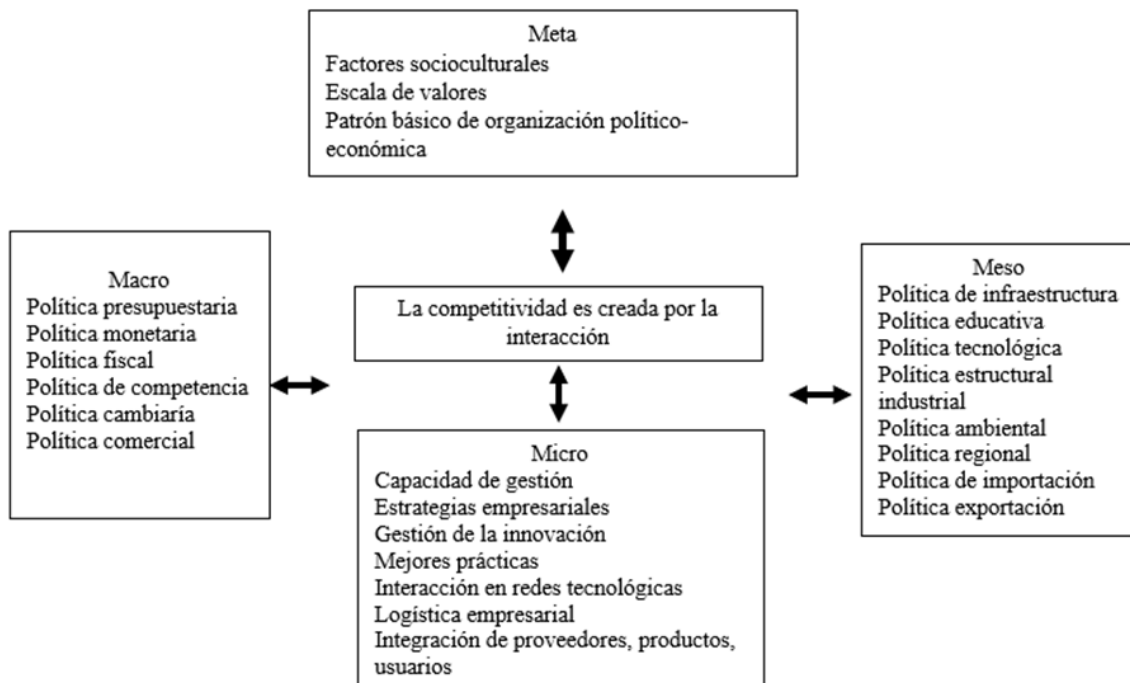 Meta
Factores socioculturales
Escala de valores
Patrón básico de organización político-
económica
Macro
Política presupuestaria
Política monetaria
Política fiscal
Política de competencia
Política cambiaría
Política comercial
La competitividad es creada por la
interacción
Meso
Política de infraestructura
Política educativa
Política tecnológica
Política estructural
industrial
Política ambiental
Política regional
Política de importación
Política exportación
Micro
Capacidad de gestión
Estrategias empresariales
Gestión de la innovación
Mejores prácticas
Interacción en redes tecnológicas
Logística empresarial
Integración de proveedores, productos,
usuarios